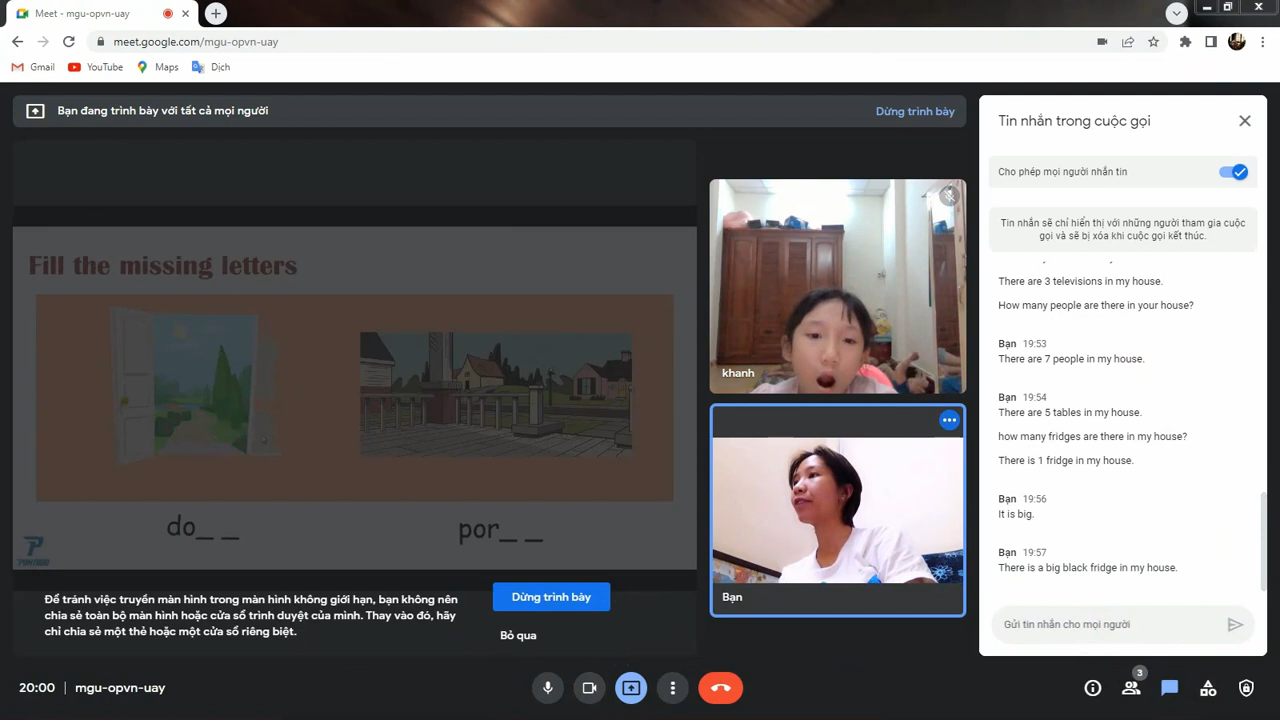 Meet - mgu-opvn-uay
meet.google.com/mgu-opvn-uay
Gmail
YouTube
Maps
Dịch
Bạn đang trình bày với tất cả mọi người
Dừng trình bày
Fill the missing letters
do_ _
por_ _
Để tránh việc truyền màn hình trong màn hình không giới hạn, bạn không nên
chia sẻ toàn bộ màn hình hoặc cửa sổ trình duyệt của mình. Thay vào đó, hãy
chỉ chia sẻ một thẻ hoặc một cửa sổ riêng biệt.
Dừng trình bày
Bỏ qua
khanh
Bạn
Tin nhắn trong cuộc gọi
Cho phép mọi người nhắn tin
Tin nhắn sẽ chỉ hiển thị với những người tham gia cuộc
gọi và sẽ bị xóa khi cuộc gọi kết thúc.
There are 3 televisions in my house.
How many people are there in your house?
Bạn 19:53
There are 7 people in my house.
Bạn 19:54
There are 5 tables in my house.
how many fridges are there in my house?
There is 1 fridge in my house.
Bạn 19:56
It is big.
Bạn 19:57
There is a big black fridge in my house.
Gửi tin nhắn cho mọi người
20:00 | mgu-opvn-uay
3